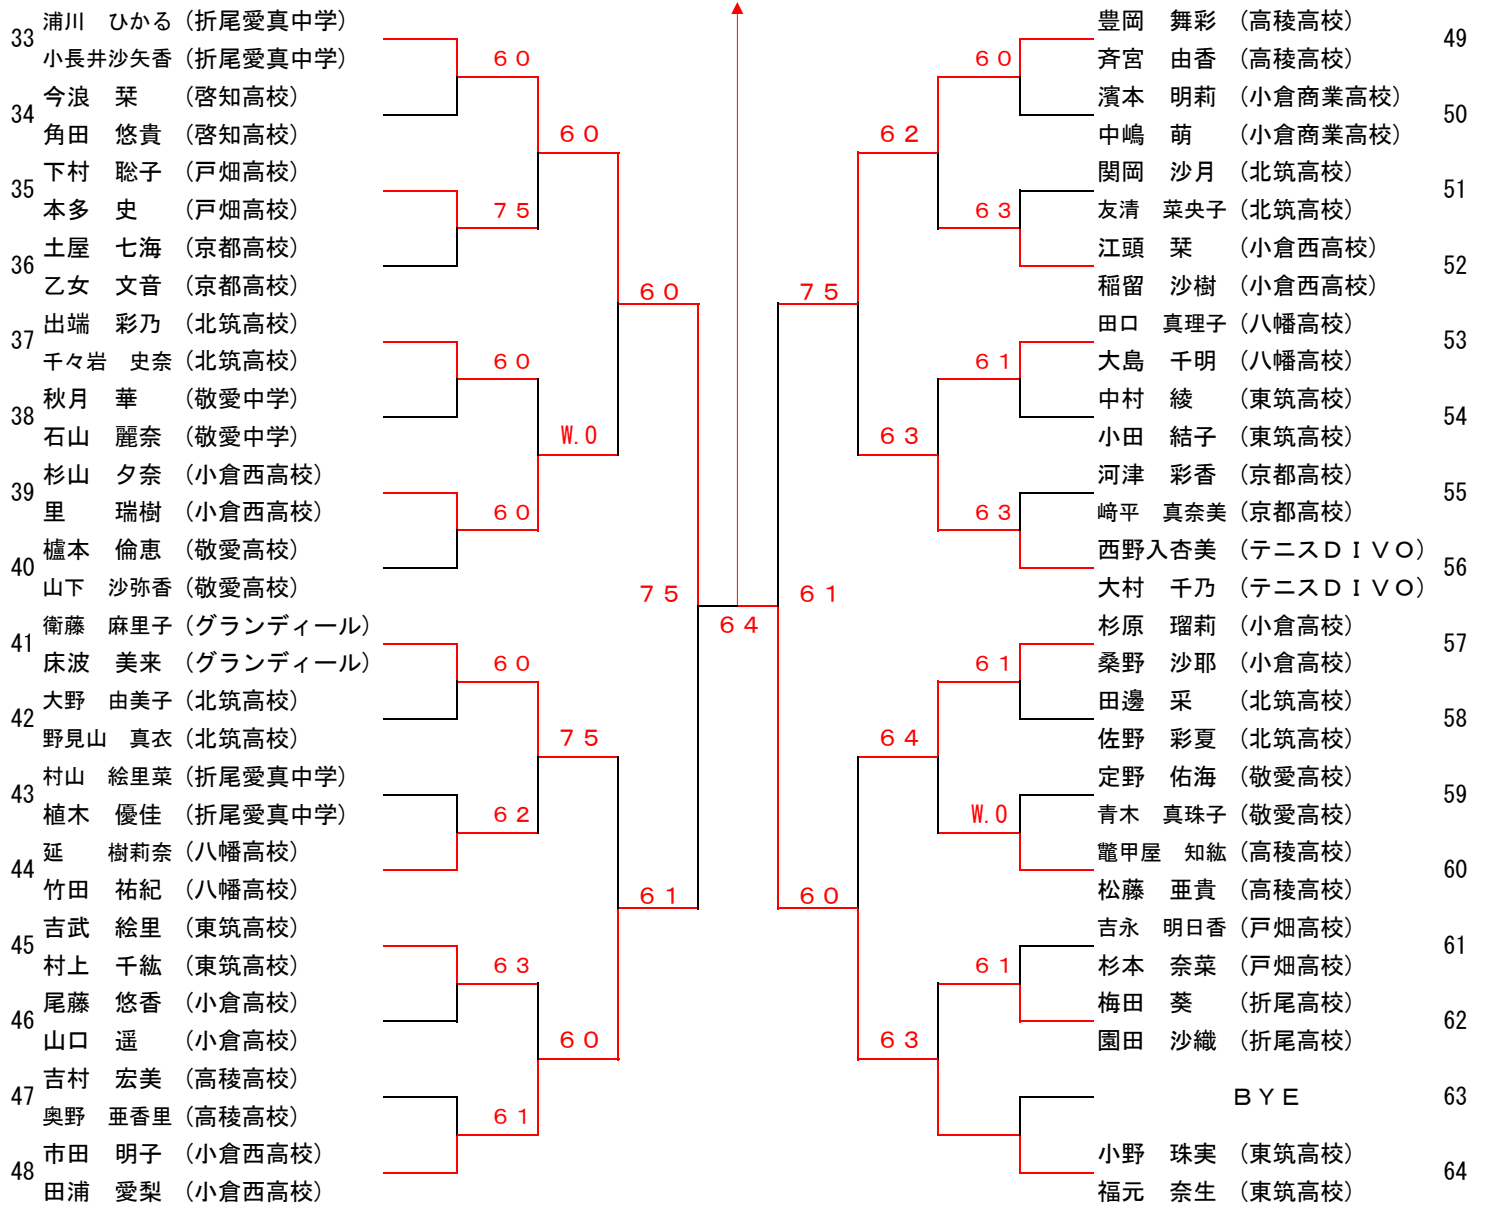 33
浦川　ひかる（折尾愛真中学）
小長井沙矢香（折尾愛真中学）
34
今浪　栞　（啓知高校）
角田　悠貴（啓知高校）
35
下村　聡子（戸畑高校）
本多　史　（戸畑高校）
36
土屋　七海（京都高校）
乙女　文音（京都高校）
37
出端　彩乃（北筑高校）
千々岩　史奈（北筑高校）
38
秋月　華　（敬愛中学）
石山　麗奈（敬愛中学）
39
杉山　夕奈（小倉西高校）
里　　瑞樹（小倉西高校）
40
櫨本　倫恵（敬愛高校）
山下　沙弥香（敬愛高校）
41
衛藤　麻里子（グランディール）
床波　美来（グランディール）
42
大野　由美子（北筑高校）
野見山　真衣（北筑高校）
43
村山　絵里菜（折尾愛真中学）
植木　優佳（折尾愛真中学）
44
延　　樹莉奈（八幡高校）
竹田　祐紀（八幡高校）
45
吉武　絵里（東筑高校）
村上　千紘（東筑高校）
46
尾藤　悠香（小倉高校）
山口　遥　（小倉高校）
47
吉村　宏美（高稜高校）
奥野　亜香里（高稜高校）
48
市田　明子（小倉西高校）
田浦　愛梨（小倉西高校）
６０
７５
６０
６０
６０
６２
６３
６１
６０
W.0
７５
６０
６０
６１
７５
６４
６１
７５
６０
６２
６３
６４
６３
６０
６３
６１
６３
６１
W.0
６１
豊岡　舞彩（高稜高校）
斉宮　由香（高稜高校）
49
濱本　明莉（小倉商業高校）
中嶋　萌　（小倉商業高校）
50
関岡　沙月（北筑高校）
友清　菜央子（北筑高校）
51
江頭　栞　（小倉西高校）
稲留　沙樹（小倉西高校）
52
田口　真理子（八幡高校）
大島　千明（八幡高校）
53
中村　綾　（東筑高校）
小田　結子（東筑高校）
54
河津　彩香（京都高校）
﨑平　真奈美（京都高校）
55
西野入杏美（テニスＤＩＶＯ）
大村　千乃（テニスＤＩＶＯ）
56
杉原　瑠莉（小倉高校）
桑野　沙耶（小倉高校）
57
田邊　采　（北筑高校）
佐野　彩夏（北筑高校）
58
定野　佑海（敬愛高校）
青木　真珠子（敬愛高校）
59
鼈甲屋　知紘（高稜高校）
松藤　亜貴（高稜高校）
60
吉永　明日香（戸畑高校）
杉本　奈菜（戸畑高校）
61
梅田　葵　（折尾高校）
園田　沙織（折尾高校）
62
ＢＹＥ
63
小野　珠実（東筑高校）
福元　奈生（東筑高校）
64